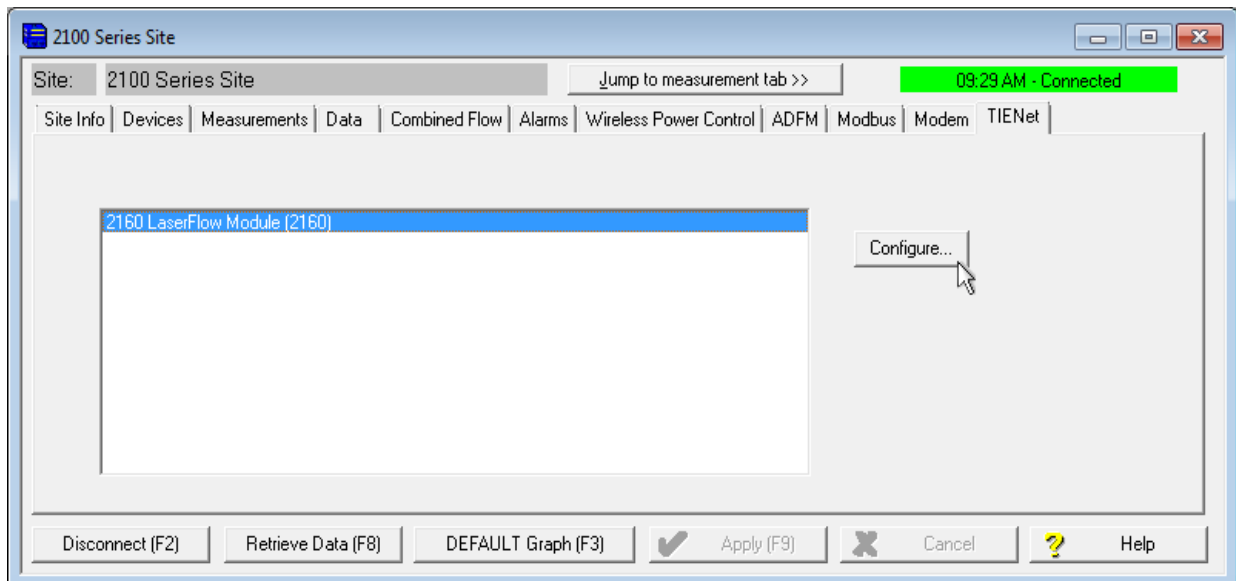 2100 Series Site
Site: 2100 Series Site Jump to measurement tab >> 09:29 AM - Connected
Site Info Devices Measurements Data Combined Flow Alarms Wireless Power Control ADFM Modbus Modem TIENet
2160 LaserFlow Module (2160)
Configure...
Disconnect (F2) Retrieve Data (F8) DEFAULT Graph (F3) Apply (F9) Cancel Help